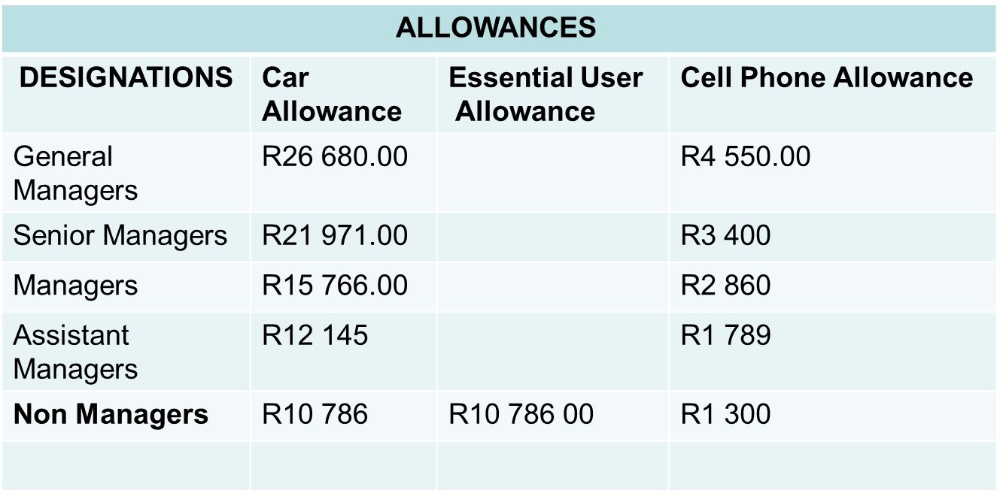 ALLOWANCES
DESIGNATIONS Car Allowance Essential User Allowance Cell Phone Allowance
General Managers R26 680.00 R4 550.00
Senior Managers R21 971.00 R3 400
Managers R15 766.00 R2 860
Assistant Managers R12 145 R1 789
Non Managers R10 786 R10 786 00 R1 300